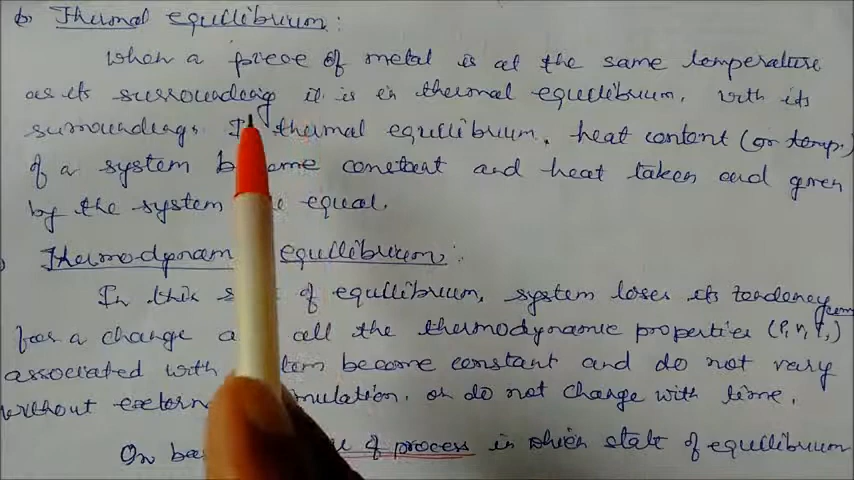 b) Thermal equilibrium:
When a piece of metal is at the same temperature
as its surrounding it is in thermal equilibrium, with its
surroundings. In thermal equilibrium, heat content (or temp.)
of a system become constant and heat taken and given
by the system equal.
Thermodynam equilibrium:
In this of equilibrium, system loses its tendency
for a change all the thermodynamic properties (P,
associated with become constant and do not vary
without or do not change with time.
On of process in which state of equilibrium